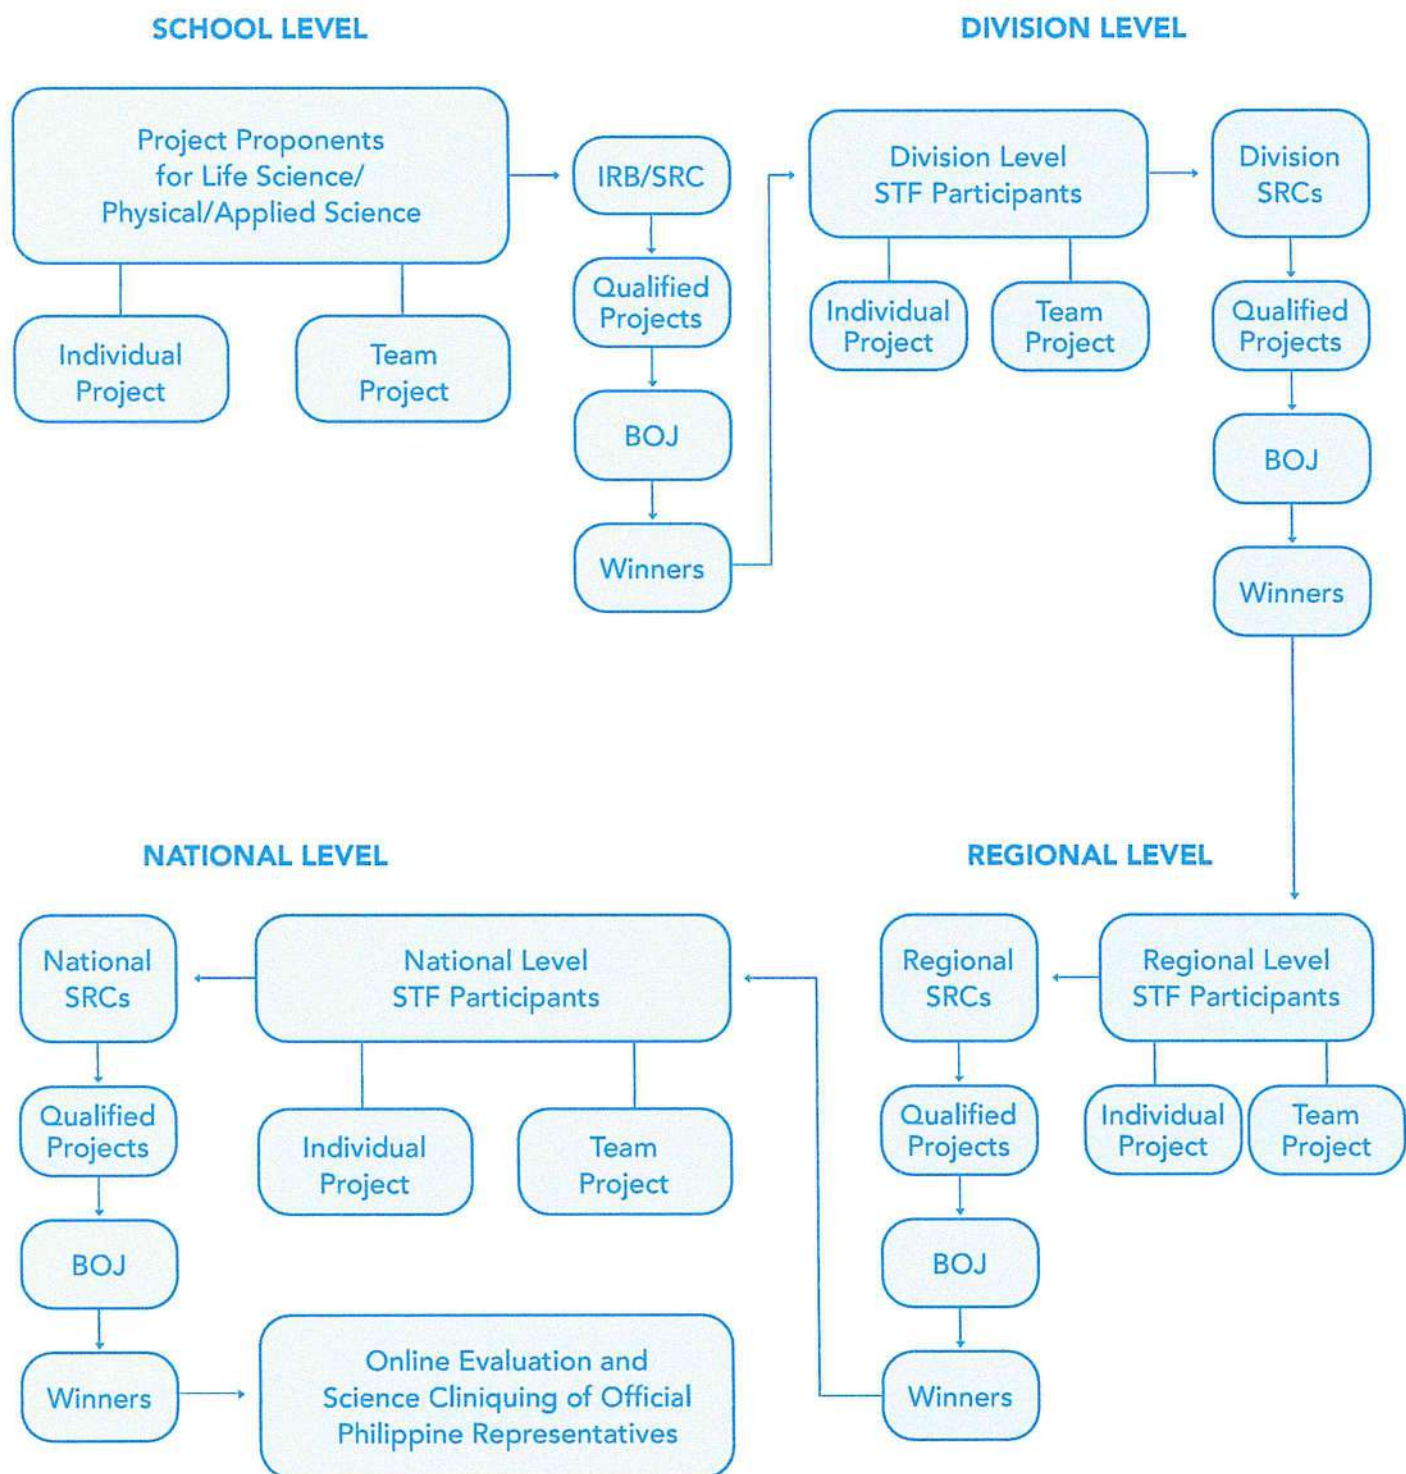 SCHOOL LEVEL
Project Proponents
for Life Science/
Physical/Applied Science
Individual
Project
Team
Project
IRB/SRC
Qualified
Projects
BOJ
Winners
DIVISION LEVEL
Division Level
STF Participants
Individual
Project
Team
Project
Division
SRCs
Qualified
Projects
BOJ
Winners
REGIONAL LEVEL
Regional Level
STF Participants
Individual
Project
Team
Project
Regional
SRCs
Qualified
Projects
BOJ
Winners
NATIONAL LEVEL
National Level
STF Participants
Individual
Project
Team
Project
National
SRCs
Qualified
Projects
BOJ
Winners
Online Evaluation and
Science Cliniquing of Official
Philippine Representatives